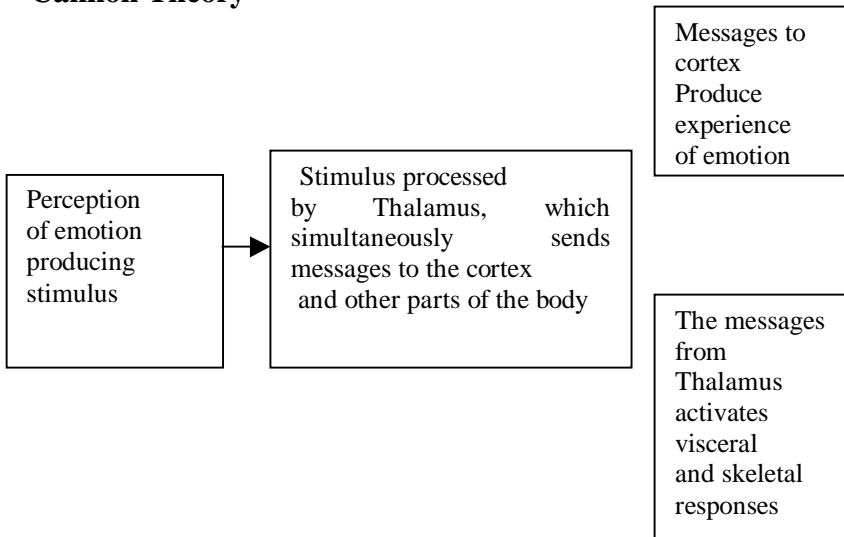 Cannon Theory
Messages to
cortex
Produce
experience
of emotion
Perception
of emotion
producing
stimulus
Stimulus processed
by Thalamus, which
simultaneously sends
messages to the cortex
and other parts of the body
The messages
from
Thalamus
activates
visceral
and skeletal
responses